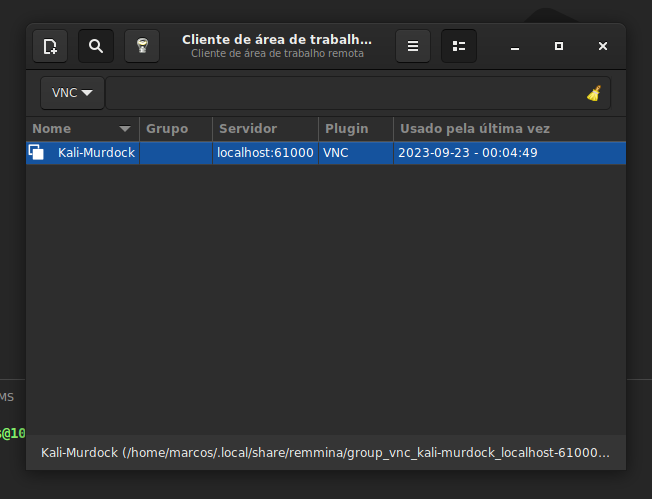 Cliente de área de trabalh...
Cliente de área de trabalho remota
VNC
Nome Grupo Servidor Plugin Usado pela última vez
Kali-Murdock localhost:61000 VNC 2023-09-23 - 00:04:49
MS
s@10
Kali-Murdock (/home/marcos/.local/share/remmina/group_vnc_kali-murdock_localhost-61000...